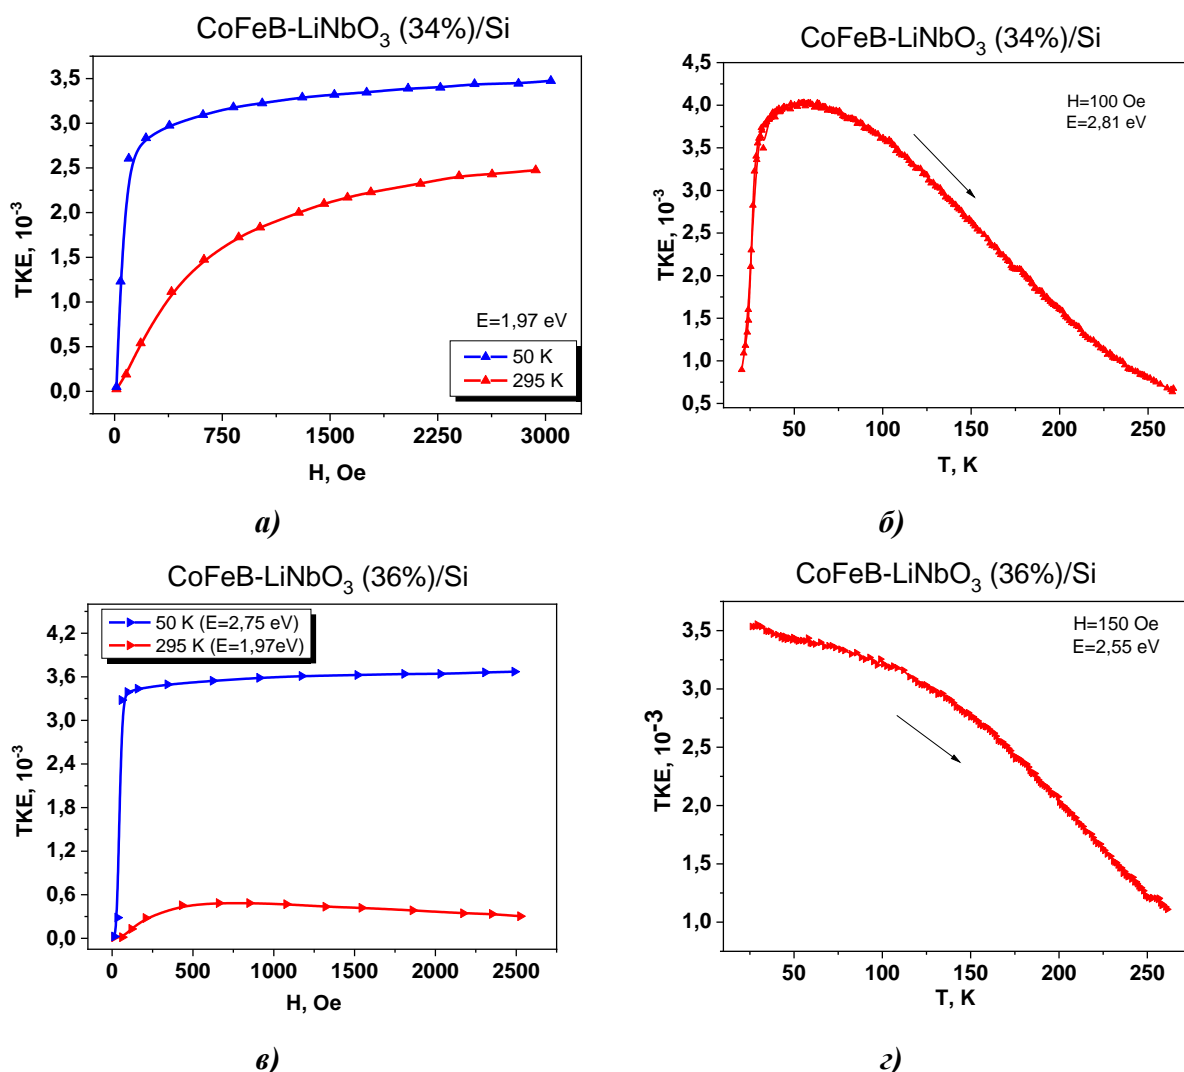 CoFeB-LiNbO₃ (34%)/Si
TKE, 10⁻³
3,5
3,0
2,5
2,0
1,5
1,0
0,5
0,0
E=1,97 eV
50 K
295 K
0 750 1500 2250 3000
H, Oe
а)
CoFeB-LiNbO₃ (34%)/Si
TKE, 10⁻³
4,5
4,0
3,5
3,0
2,5
2,0
1,5
1,0
0,5
H=100 Oe
E=2,81 eV
50 100 150 200 250
T, K
б)
CoFeB-LiNbO₃ (36%)/Si
50 K (E=2,75 eV)
295 K (E=1,97eV)
TKE, 10⁻³
4,2
3,6
3,0
2,4
1,8
1,2
0,6
0,0
0 500 1000 1500 2000 2500
H, Oe
в)
CoFeB-LiNbO₃ (36%)/Si
TKE, 10⁻³
3,5
3,0
2,5
2,0
1,5
1,0
H=150 Oe
E=2,55 eV
50 100 150 200 250
T, K
г)